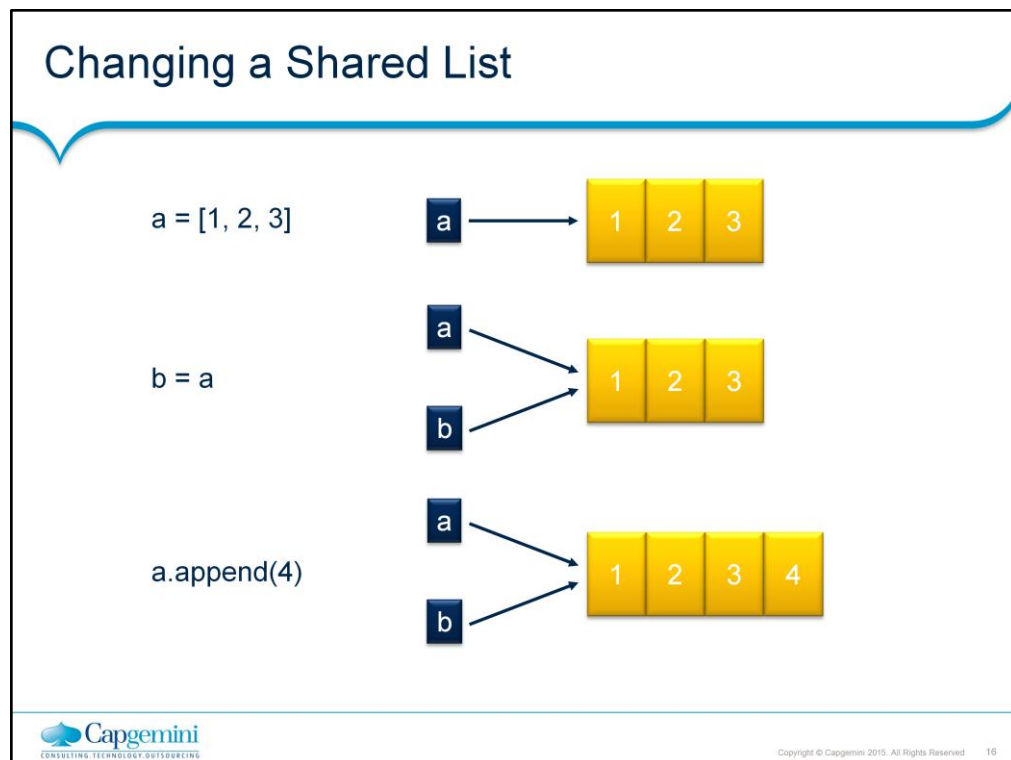 Changing a Shared List
a = [1, 2, 3]
a
1 2 3
a
b = a
1 2 3
b
a
a.append(4)
1 2 3 4
b
Capgemini
CONSULTING.TECHNOLOGY.OUTSOURCING
Copyright © Capgemini 2015. All Rights Reserved 16